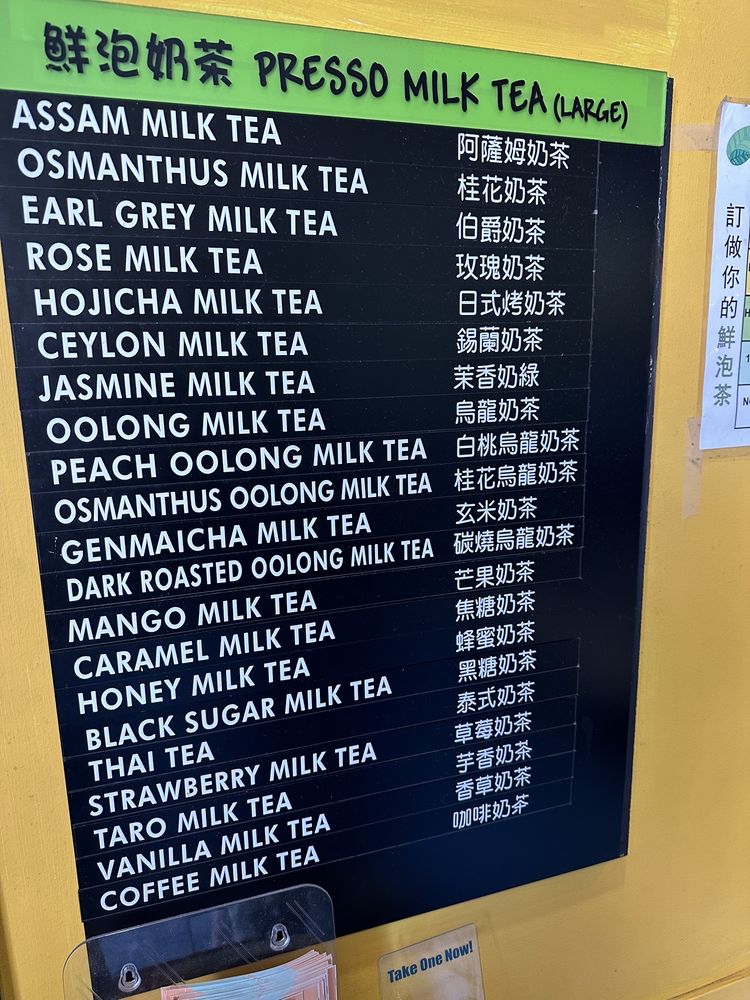 鮮泡奶茶 PRESSO MILK TEA (LARGE)
ASSAM MILK TEA 阿薩姆奶茶
OSMANTHUS MILK TEA 桂花奶茶
EARL GREY MILK TEA 伯爵奶茶
ROSE MILK TEA 玫瑰奶茶
HOJICHA MILK TEA 日式烤奶茶
CEYLON MILK TEA 錫蘭奶茶
JASMINE MILK TEA 茉香奶綠
OOLONG MILK TEA 烏龍奶茶
PEACH OOLONG MILK TEA 白桃烏龍奶茶
OSMANTHUS OOLONG MILK TEA 桂花烏龍奶茶
GENMAICHA MILK TEA 玄米奶茶
DARK ROASTED OOLONG MILK TEA 碳燒烏龍奶茶
MANGO MILK TEA 芒果奶茶
CARAMEL MILK TEA 焦糖奶茶
HONEY MILK TEA 蜂蜜奶茶
BLACK SUGAR MILK TEA 黑糖奶茶
THAI TEA 泰式奶茶
STRAWBERRY MILK TEA 草莓奶茶
TARO MILK TEA 芋香奶茶
VANILLA MILK TEA 香草奶茶
COFFEE MILK TEA 咖啡奶茶
訂做你的鮮泡茶
Take One Now!